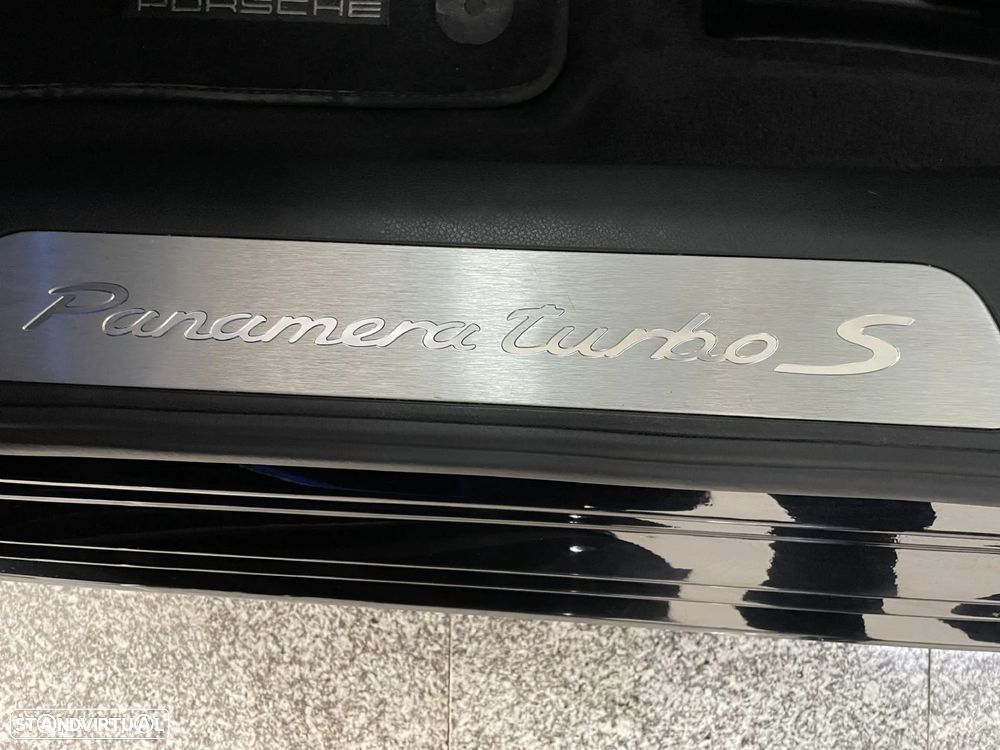 PORSCHE
Panamera turbo S
STANDVIRTUAL